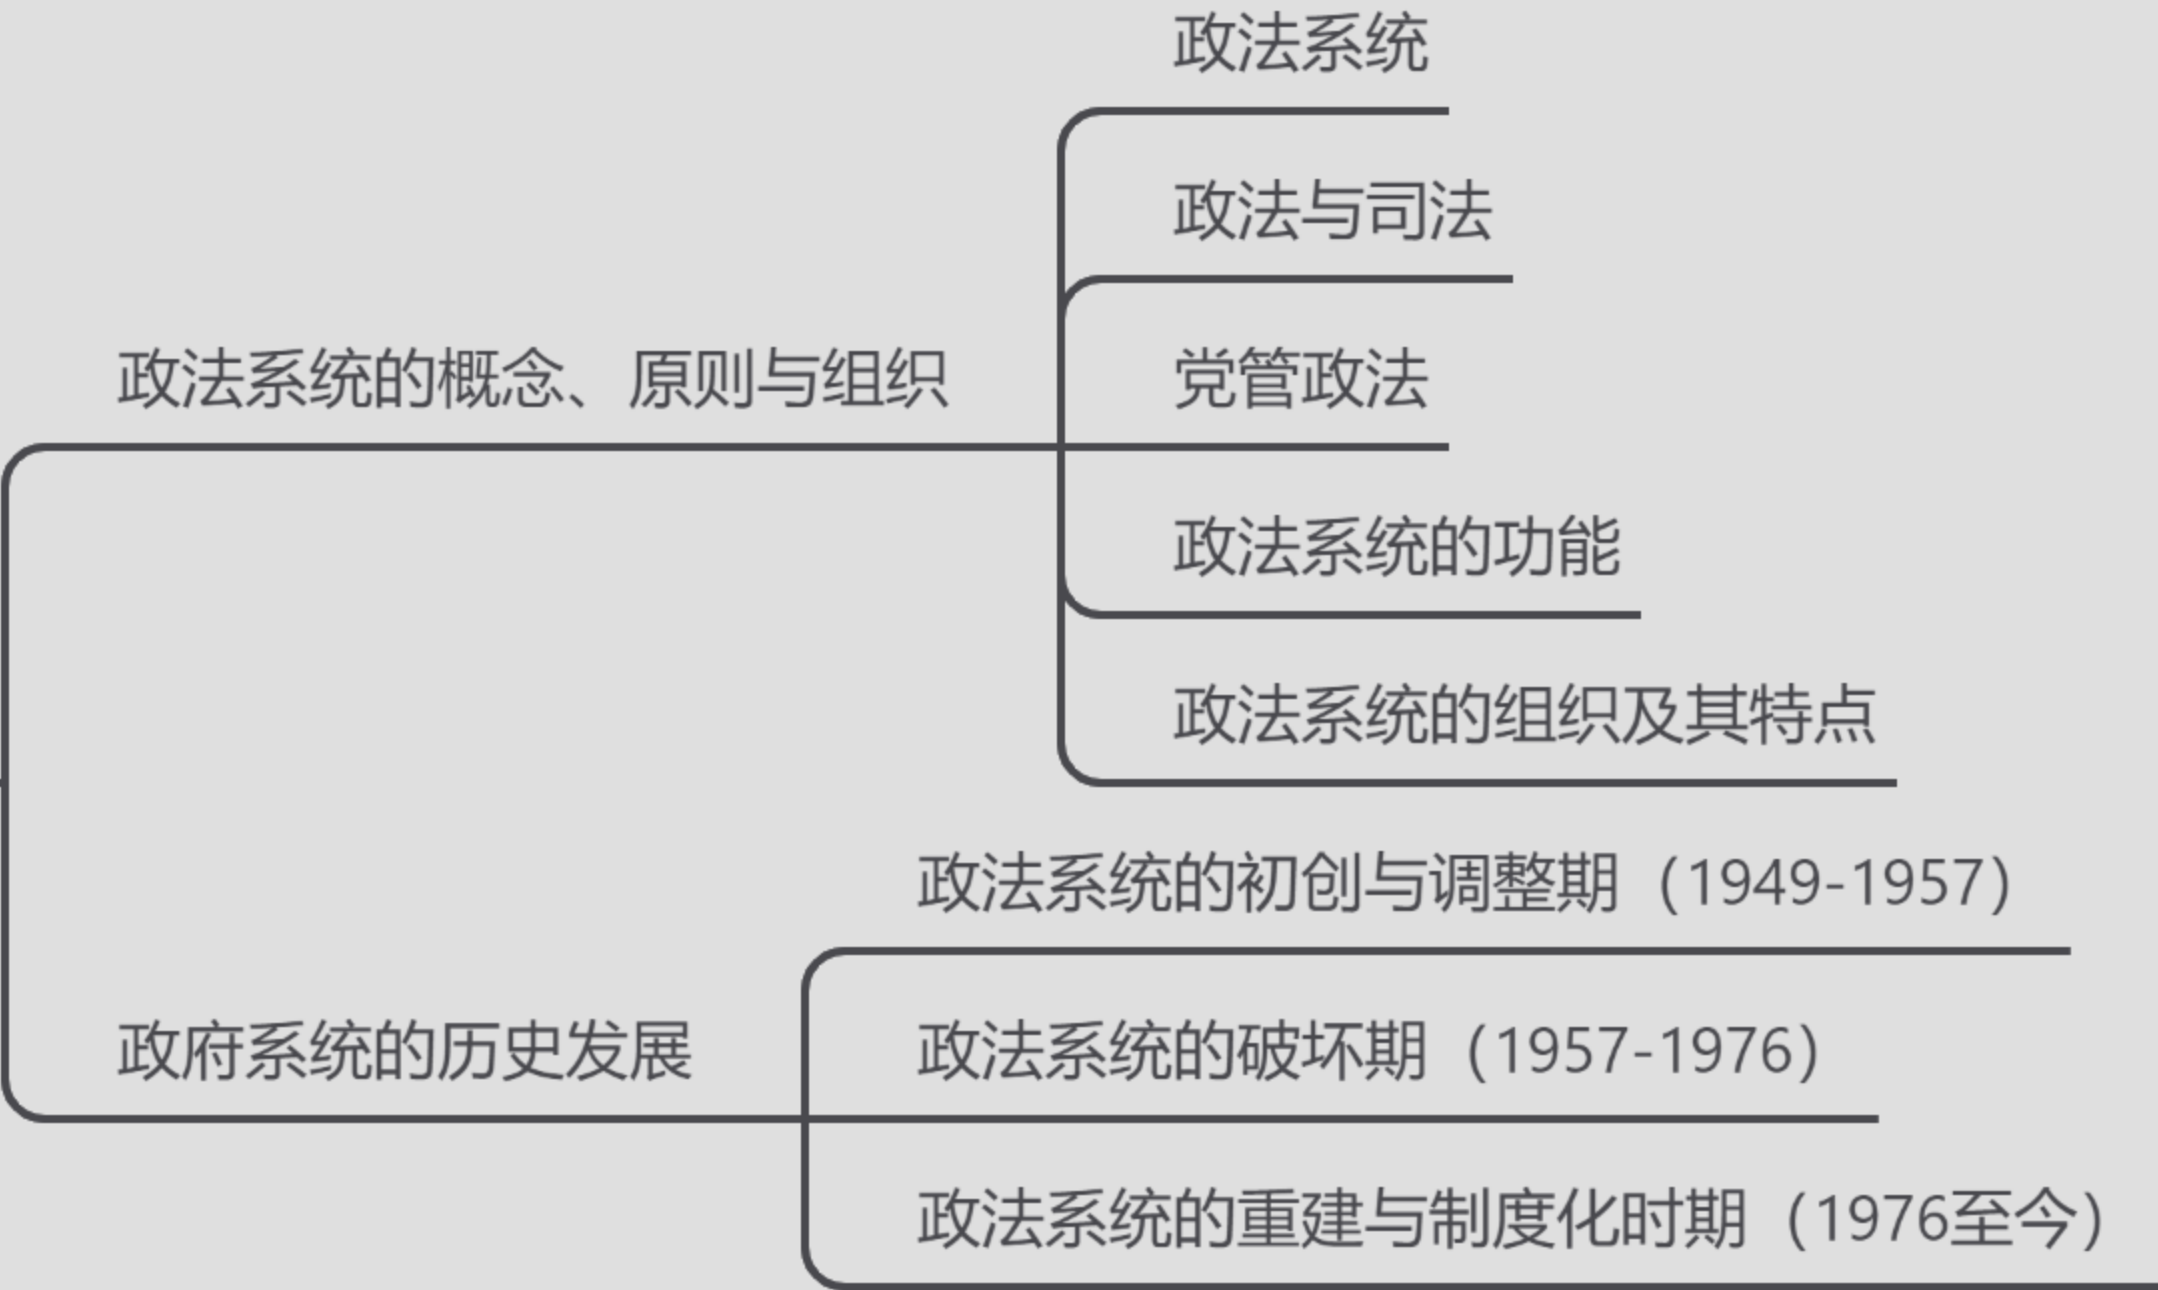 政法系统
政法与司法
政法系统的概念、原则与组织
党管政法
政法系统的功能
政法系统的组织及其特点
政法系统的初创与调整期（1949-1957）
政府系统的历史发展
政法系统的破坏期（1957-1976）
政法系统的重建与制度化时期（1976至今）